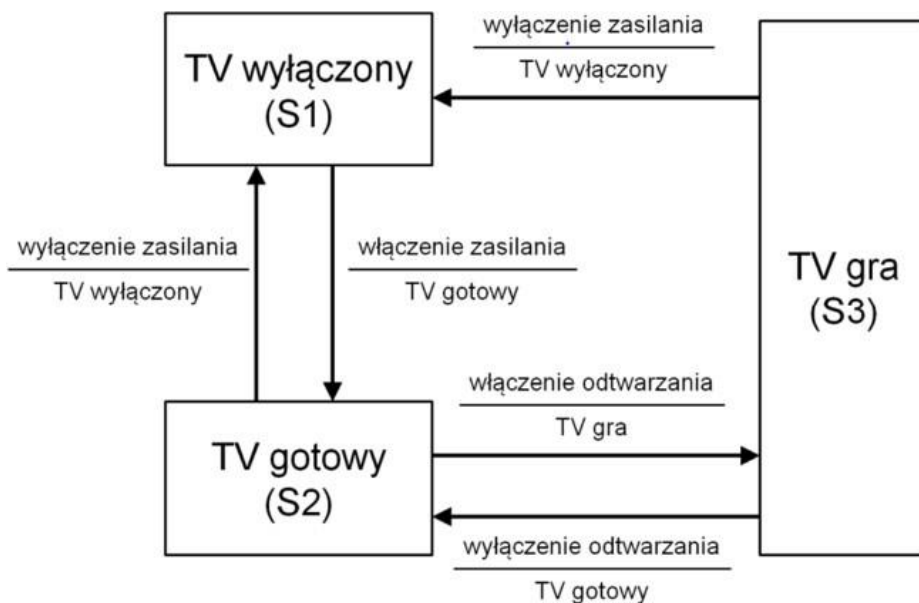 wyłączenie zasilania
TV wyłączony
TV wyłączony
(S1)
wyłączenie zasilania
TV wyłączony
włączenie zasilania
TV gotowy
TV gra
(S3)
włączenie odtwarzania
TV gra
TV gotowy
(S2)
wyłączenie odtwarzania
TV gotowy